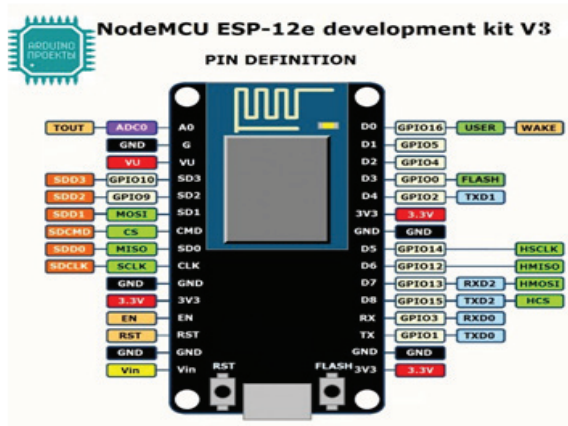 ARDUINO
ПРОЕКТЫ
NodeMCU ESP-12e development kit V3
PIN DEFINITION
TOUT ADC0 A0 D0 GPIO16 USER WAKE
GND G D1 GPIO5
VU VU D2 GPIO4
SDD3 GPIO10 SD3 D3 GPIO0 FLASH
SDD2 GPIO9 SD2 D4 GPIO2 TXD1
SDD1 MOSI SD1 3V3 3.3V
SDCMD CS CMD GND GND
SDD0 MISO SD0 D5 GPIO14 HSCLK
SDCLK SCLK CLK D6 GPIO12 HMISO
GND GND D7 GPIO13 RXD2 HMOSI
3.3V 3V3 D8 GPIO15 TXD2 HCS
EN EN RX GPIO3 RXD0
RST RST TX GPIO1 TXD0
GND GND GND GND
Vin Vin RST FLASH 3V3 3.3V